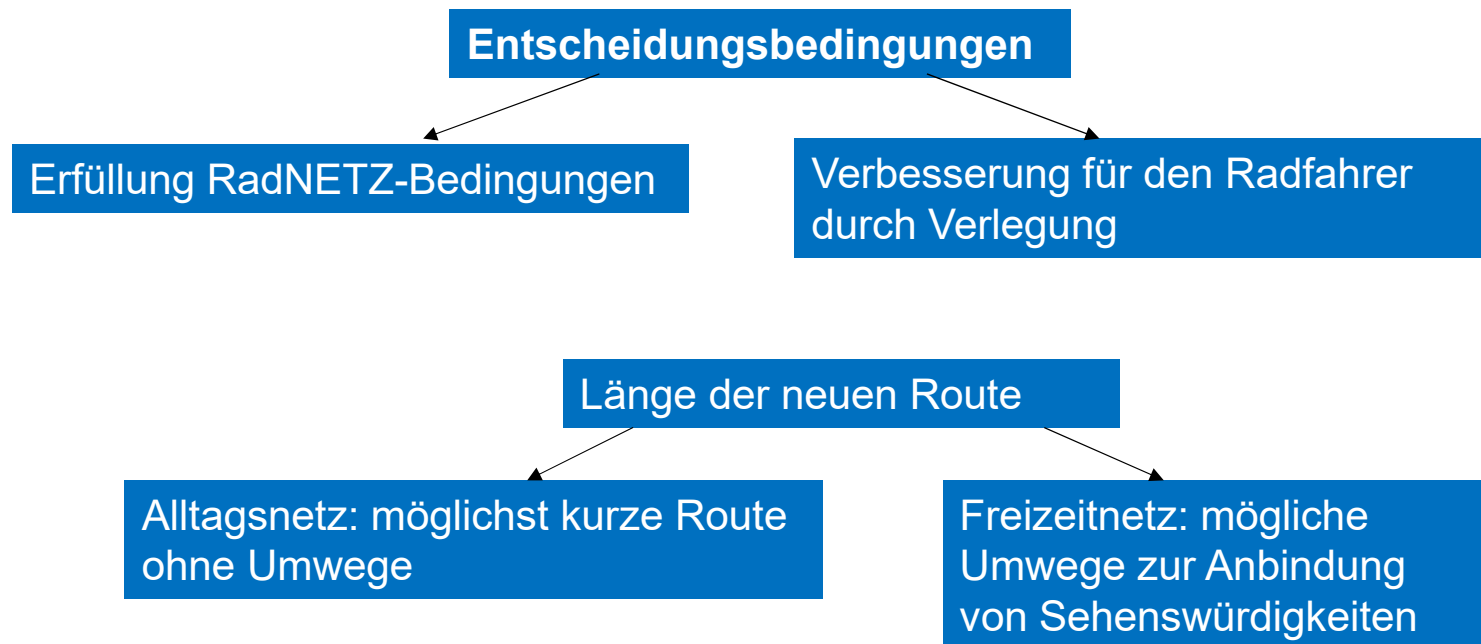 Entscheidungsbedingungen
Erfüllung RadNETZ-Bedingungen
Verbesserung für den Radfahrer
durch Verlegung
Länge der neuen Route
Alltagsnetz: möglichst kurze Route
ohne Umwege
Freizeitnetz: mögliche
Umwege zur Anbindung
von Sehenswürdigkeiten